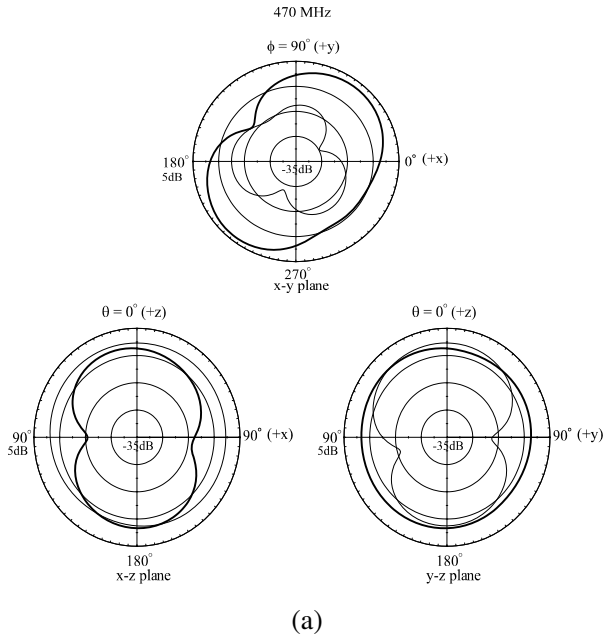 470 MHz
ϕ = 90° (+y)
180°
5dB
-35dB
0° (+x)
270°
x-y plane
θ = 0° (+z)
θ = 0° (+z)
90°
5dB
-35dB
90° (+x)
90°
5dB
-35dB
90° (+y)
180°
x-z plane
180°
y-z plane
(a)